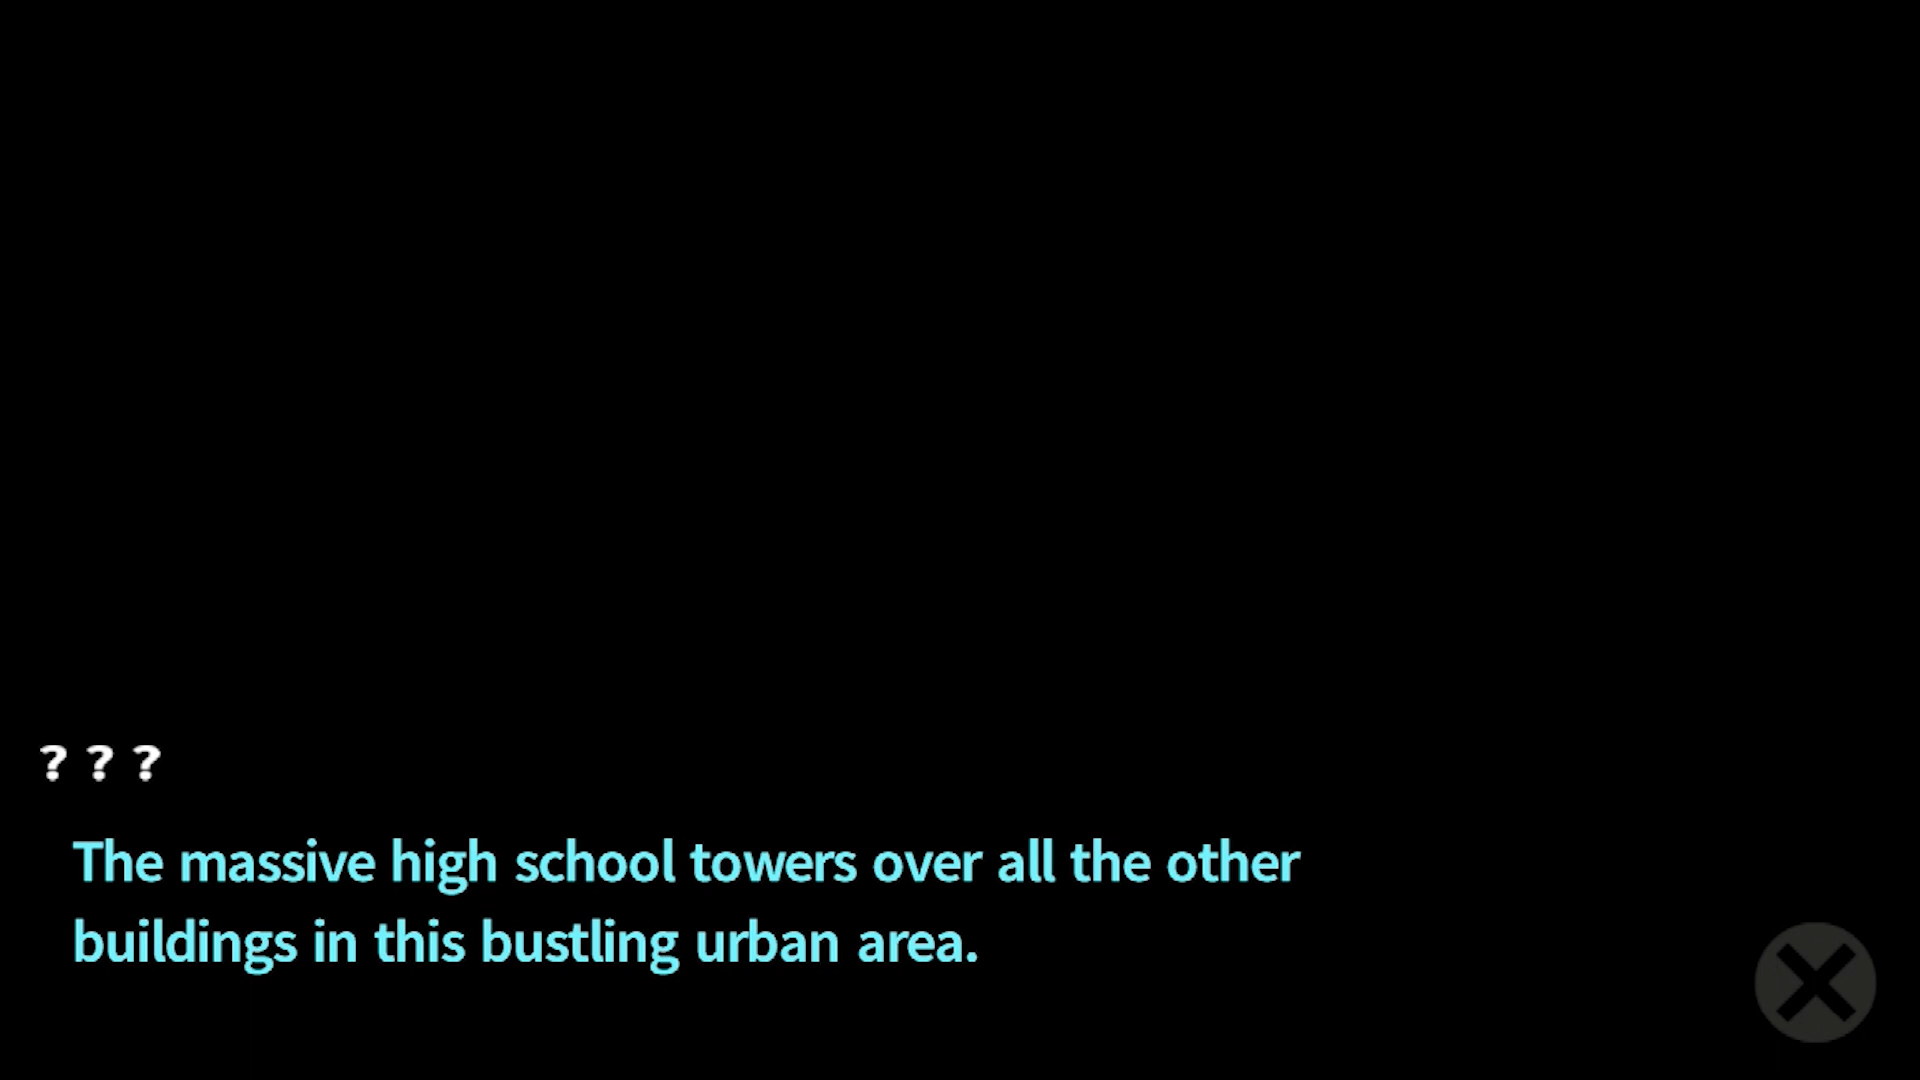 ? ? ?
The massive high school towers over all the other
buildings in this bustling urban area.